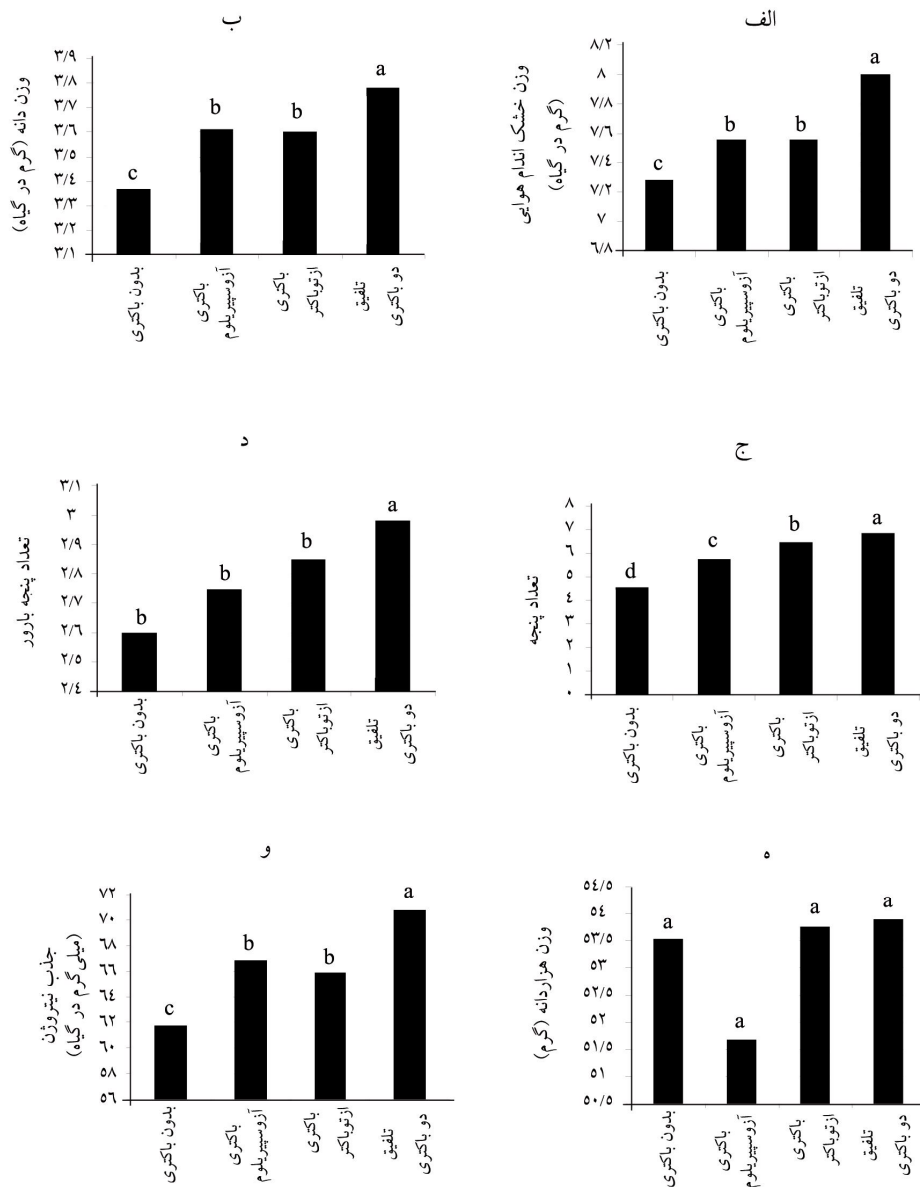 الف
وزن خشک اندام هوایی
(گرم در گیاه)
۸/۲
۸
۷/۸
۷/۶
۷/۴
۷/۲
۷
۶/۸
c
b
b
a
بدون باکتری
باکتری
آزوسپیریلوم
باکتری
ازتوباکتر
تلفیق
دو باکتری
ب
وزن دانه (گرم در گیاه)
۳/۹
۳/۸
۳/۷
۳/۶
۳/۵
۳/۴
۳/۳
۳/۲
۳/۱
c
b
b
a
بدون باکتری
باکتری
آزوسپیریلوم
باکتری
ازتوباکتر
تلفیق
دو باکتری
ج
تعداد پنجه
۸
۷
۶
۵
۴
۳
۲
۱
۰
d
c
b
a
بدون باکتری
باکتری
آزوسپیریلوم
باکتری
ازتوباکتر
تلفیق
دو باکتری
د
تعداد پنجه بارور
۳/۱
۳
۲/۹
۲/۸
۲/۷
۲/۶
۲/۵
۲/۴
b
b
b
a
بدون باکتری
باکتری
آزوسپیریلوم
باکتری
ازتوباکتر
تلفیق
دو باکتری
ه
وزن هزاردانه (گرم)
۵۴/۵
۵۴
۵۳/۵
۵۳
۵۲/۵
۵۲
۵۱/۵
۵۱
۵۰/۵
a
a
a
a
بدون باکتری
باکتری
آزوسپیریلوم
باکتری
ازتوباکتر
تلفیق
دو باکتری
و
جذب نیتروژن
(میلی گرم در گیاه)
۷۲
۷۰
۶۸
۶۶
۶۴
۶۲
۶۰
۵۸
۵۶
c
b
b
a
بدون باکتری
باکتری
آزوسپیریلوم
باکتری
ازتوباکتر
تلفیق
دو باکتری